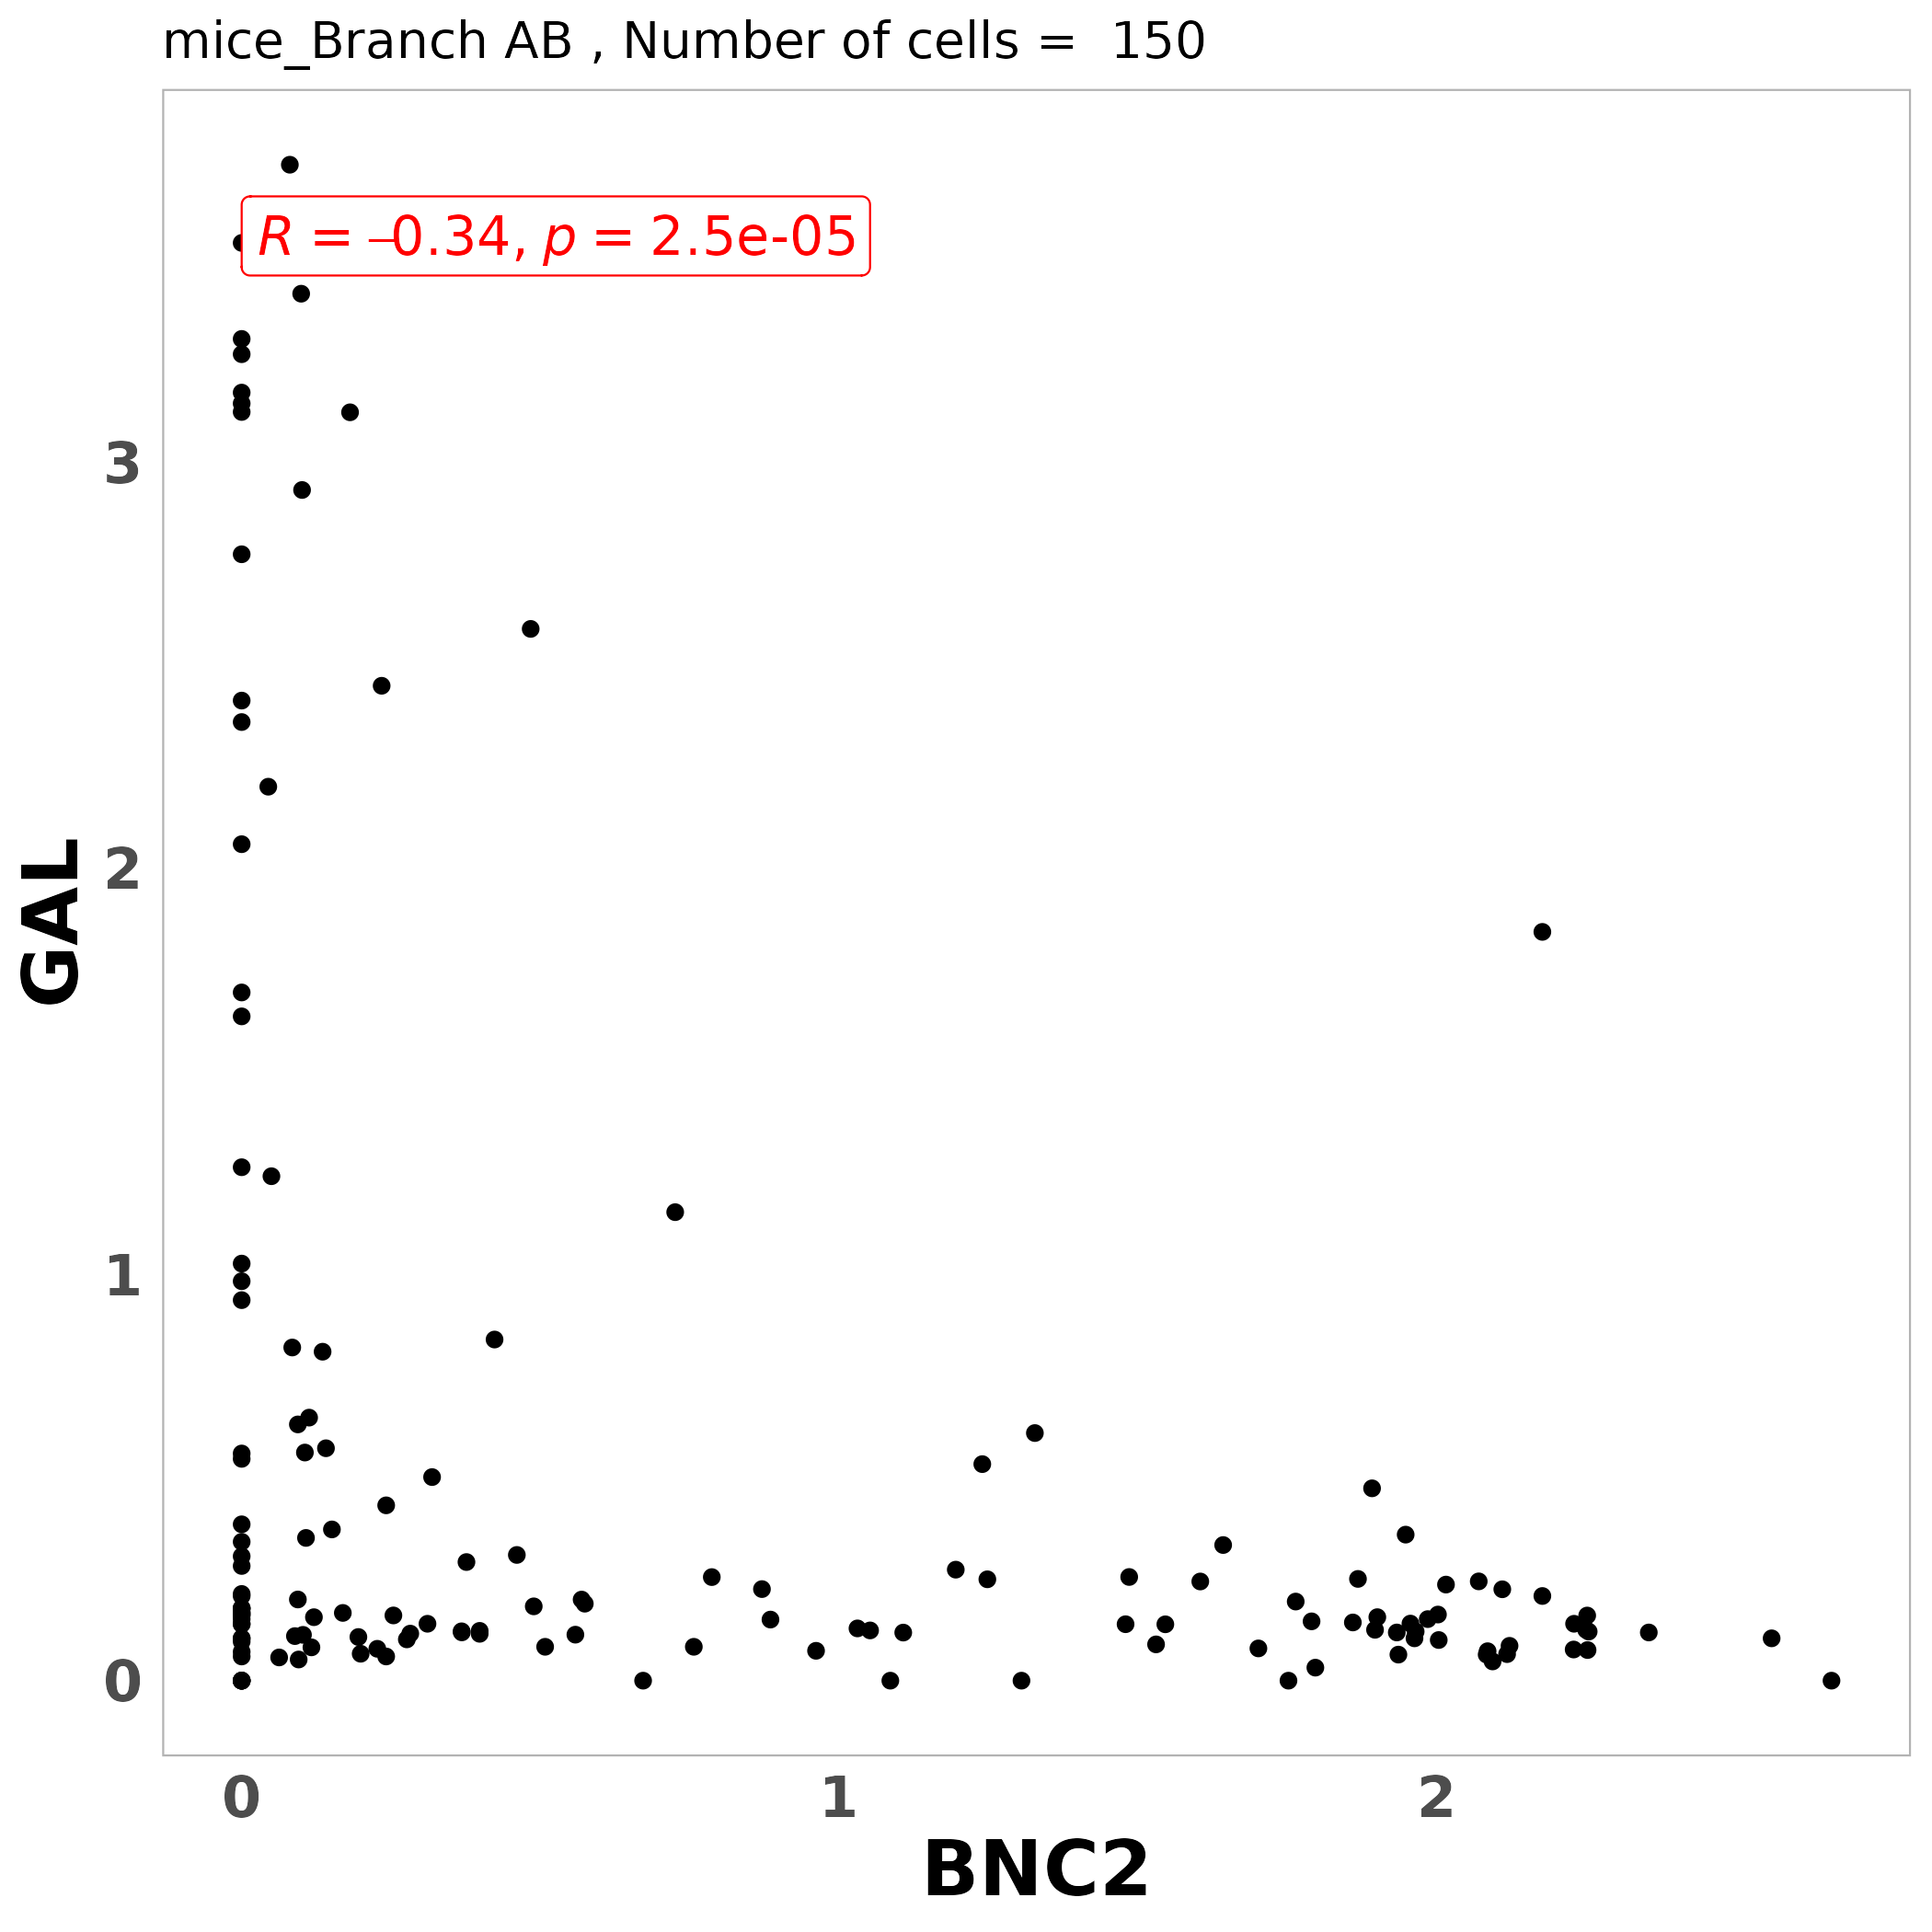 mice_Branch AB , Number of cells =  150
R = –0.34, p = 2.5e-05
3
2
1
0
GAL
0 1 2
BNC2